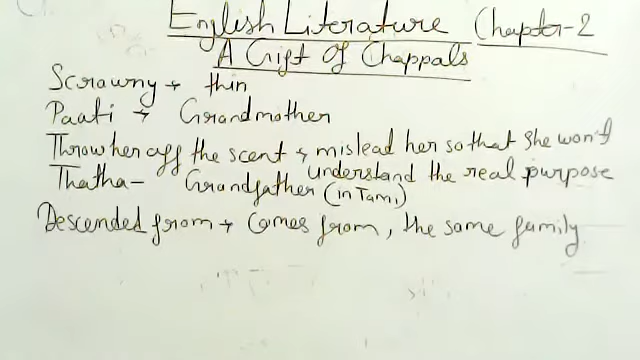 English Literature Chapter-2
A Gift Of Chappals
Scrawny → thin
Paati → Grandmother
Throw her off the scent → mislead her so that she won't
understand the real purpose
Thatha- Grandfather (in Tami)
Descended from → Comes from, the same family